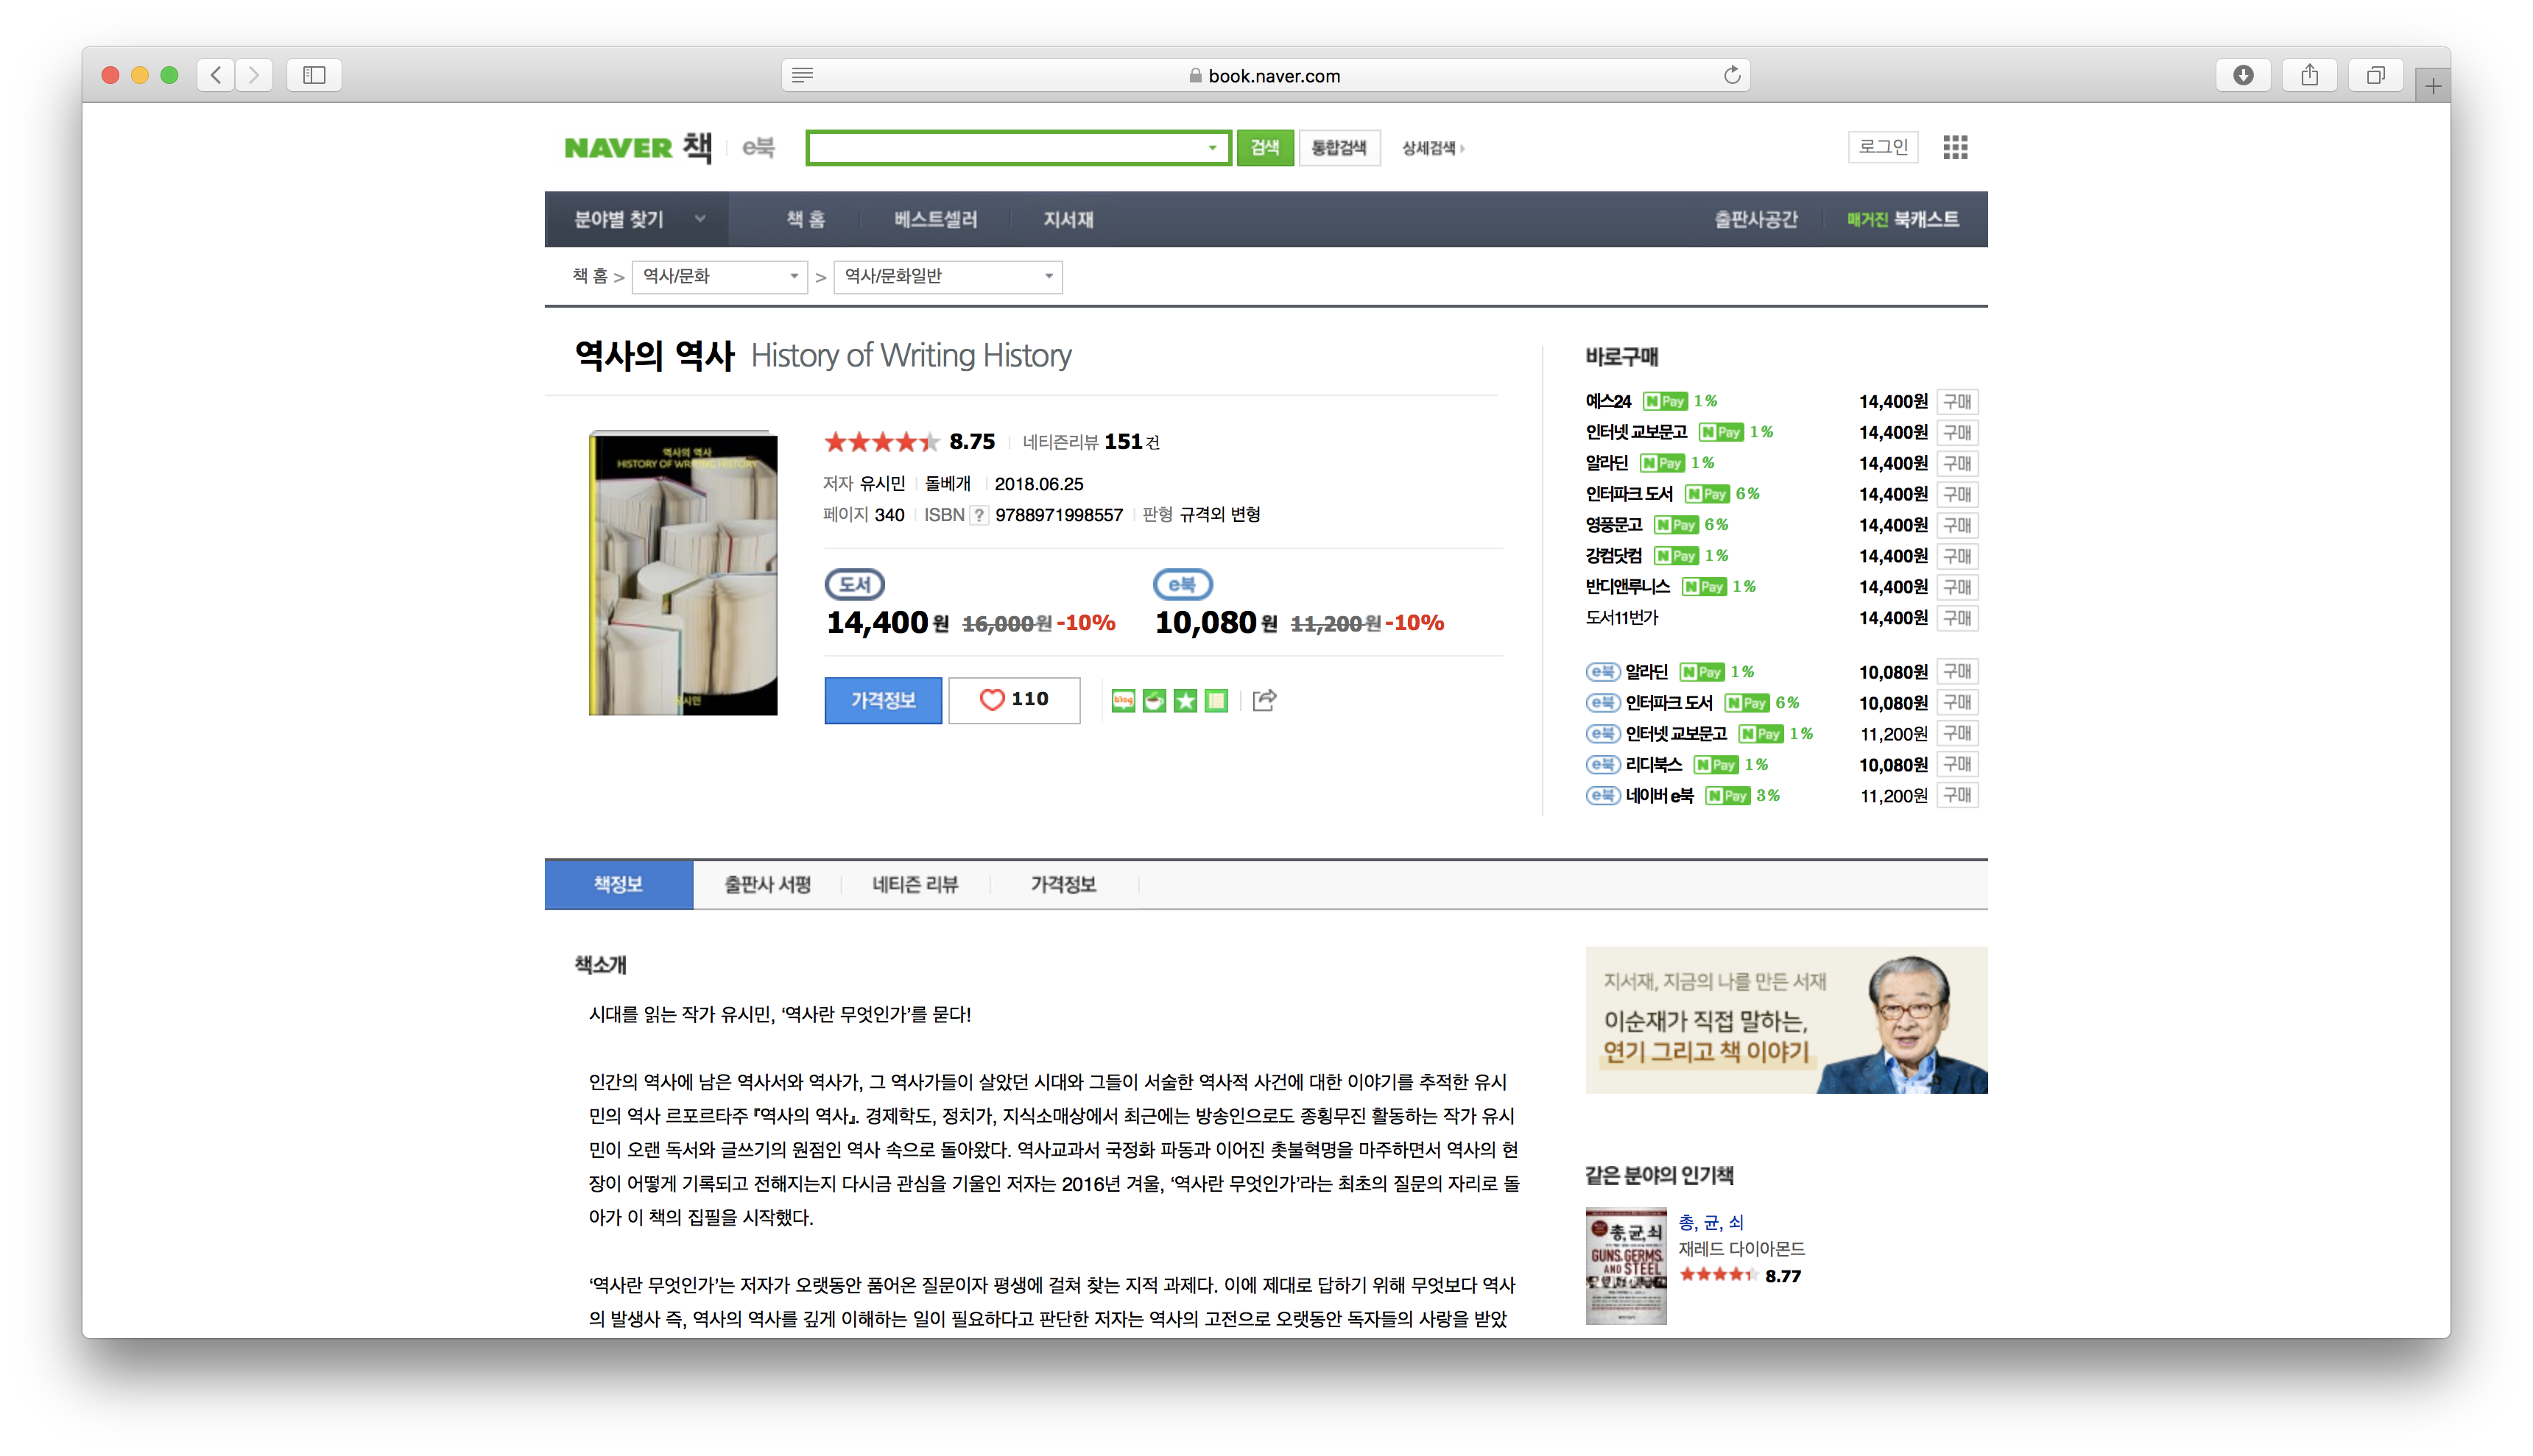 book.naver.com
NAVER 책 e북 검색 통합검색 상세검색 로그인
분야별 찾기 책 홈 베스트셀러 지서재 출판사공간 매거진 북캐스트
책 홈 > 역사/문화 > 역사/문화일반
역사의 역사 History of Writing History
역사의 역사
HISTORY OF WRITING HISTORY
유시민
8.75 네티즌리뷰 151건
저자 유시민 돌베개 2018.06.25
페이지 340 ISBN ? 9788971998557 판형 규격외 변형
도서 e북
14,400원 16,000원 -10% 10,080원 11,200원 -10%
가격정보 110 blog
바로구매
예스24 N Pay 1% 14,400원 구매
인터넷 교보문고 N Pay 1% 14,400원 구매
알라딘 N Pay 1% 14,400원 구매
인터파크 도서 N Pay 6% 14,400원 구매
영풍문고 N Pay 6% 14,400원 구매
강컴닷컴 N Pay 1% 14,400원 구매
반디앤루니스 N Pay 1% 14,400원 구매
도서11번가 14,400원 구매
e북 알라딘 N Pay 1% 10,080원 구매
e북 인터파크 도서 N Pay 6% 10,080원 구매
e북 인터넷 교보문고 N Pay 1% 11,200원 구매
e북 리디북스 N Pay 1% 10,080원 구매
e북 네이버 e북 N Pay 3% 11,200원 구매
책정보 출판사 서평 네티즌 리뷰 가격정보
책소개
시대를 읽는 작가 유시민, ‘역사란 무엇인가’를 묻다!
인간의 역사에 남은 역사서와 역사가, 그 역사가들이 살았던 시대와 그들이 서술한 역사적 사건에 대한 이야기를 추적한 유시
민의 역사 르포르타주 『역사의 역사』. 경제학도, 정치가, 지식소매상에서 최근에는 방송인으로도 종횡무진 활동하는 작가 유시
민이 오랜 독서와 글쓰기의 원점인 역사 속으로 돌아왔다. 역사교과서 국정화 파동과 이어진 촛불혁명을 마주하면서 역사의 현
장이 어떻게 기록되고 전해지는지 다시금 관심을 기울인 저자는 2016년 겨울, ‘역사란 무엇인가’라는 최초의 질문의 자리로 돌
아가 이 책의 집필을 시작했다.
‘역사란 무엇인가’는 저자가 오랫동안 품어온 질문이자 평생에 걸쳐 찾는 지적 과제다. 이에 제대로 답하기 위해 무엇보다 역사
의 발생사 즉, 역사의 역사를 깊게 이해하는 일이 필요하다고 판단한 저자는 역사의 고전으로 오랫동안 독자들의 사랑을 받았
지서재, 지금의 나를 만든 서재
이순재가 직접 말하는,
연기 그리고 책 이야기
같은 분야의 인기책
총, 균, 쇠
GUNS, GERMS,
AND STEEL
총, 균, 쇠
재레드 다이아몬드
8.77